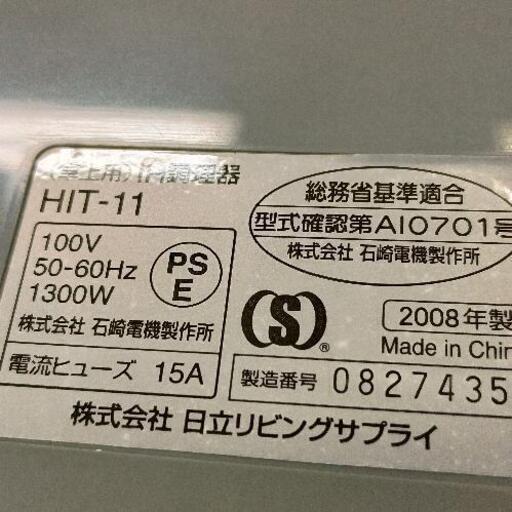 (卓上用)IH調理器
HIT-11
100V
50-60Hz
1300W
PS
E
株式会社 石崎電機製作所
電流ヒューズ 15A
総務省基準適合
型式確認第AI0701号
株式会社 石崎電機製作所
(S)®
2008年製
Made in Chin
製造番号 0827435
株式会社 日立リビングサプライ